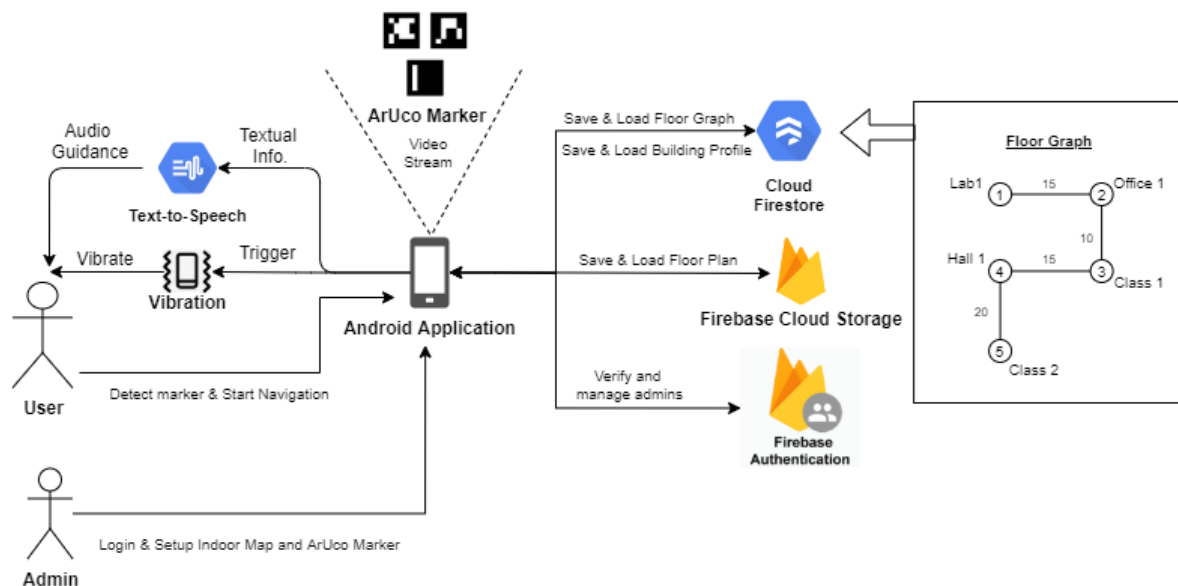 ArUco Marker
Video
Stream
Audio
Guidance
Textual
Info.
Text-to-Speech
Vibrate
Trigger
Vibration
Android Application
User
Detect marker & Start Navigation
Admin
Login & Setup Indoor Map and ArUco Marker
Save & Load Floor Graph
Save & Load Building Profile
Cloud
Firestore
Save & Load Floor Plan
Firebase Cloud Storage
Verify and
manage admins
Firebase
Authentication
Floor Graph
Lab1
15
Office 1
1
2
10
Hall 1
15
4
3
Class 1
20
5
Class 2